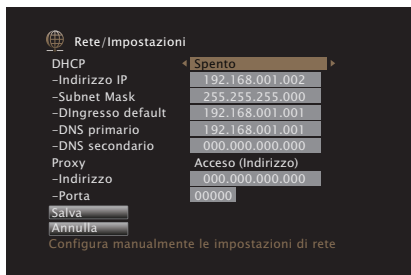 Rete/Impostazioni
DHCP Spento
-Indirizzo IP 192.168.001.002
-Subnet Mask 255.255.255.000
-DIngresso default 192.168.001.001
-DNS primario 192.168.001.001
-DNS secondario 000.000.000.000
Proxy Acceso (Indirizzo)
-Indirizzo 000.000.000.000
-Porta 00000
Salva
Annulla
Configura manualmente le impostazioni di rete